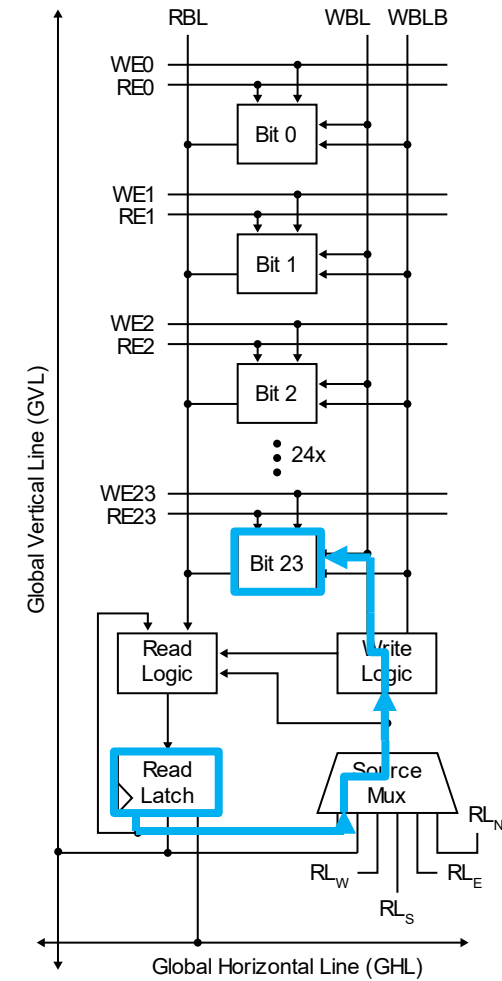 RBL WBL WBLB
WE0
RE0
Bit 0
WE1
RE1
Bit 1
WE2
RE2
Bit 2
24x
WE23
RE23
Bit 23
Global Vertical Line (GVL)
Read
Logic
Write
Logic
Read
Latch
Source
Mux
RLN
RLW
RLE
RLS
Global Horizontal Line (GHL)